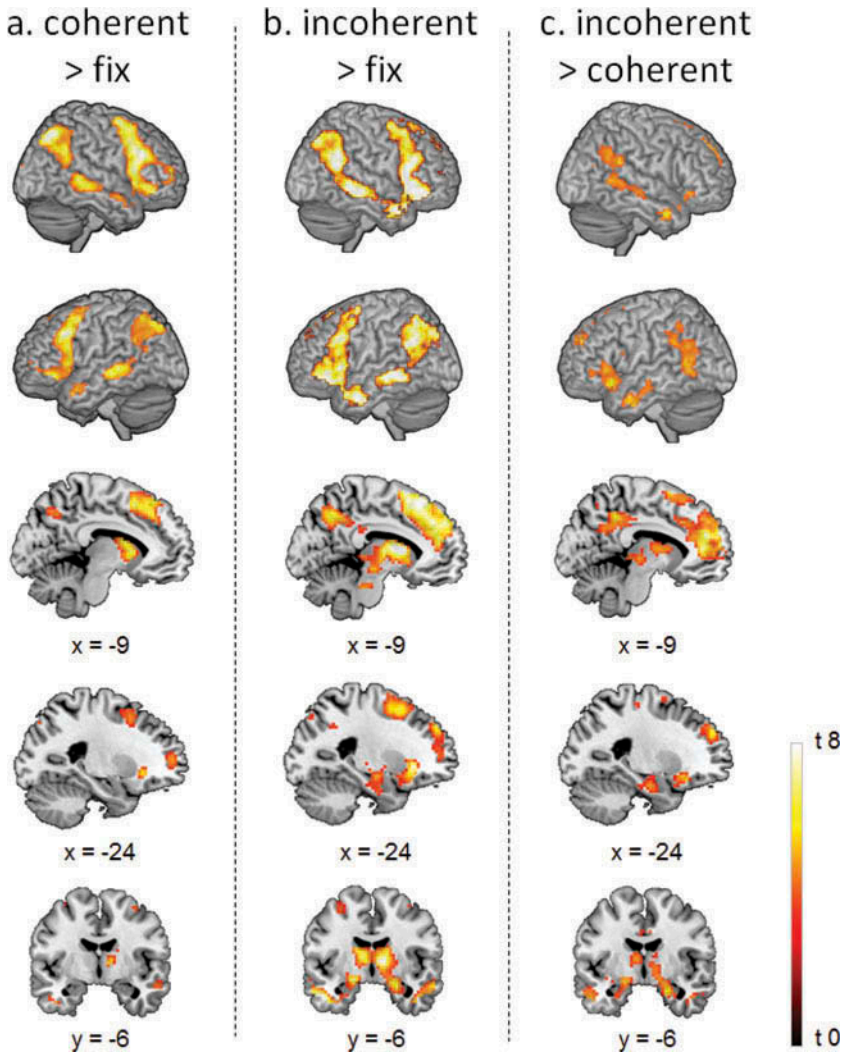 a. coherent
> fix
b. incoherent
> fix
c. incoherent
> coherent
x = -9
x = -9
x = -9
x = -24
x = -24
x = -24
y = -6
y = -6
y = -6
t 8
t 0